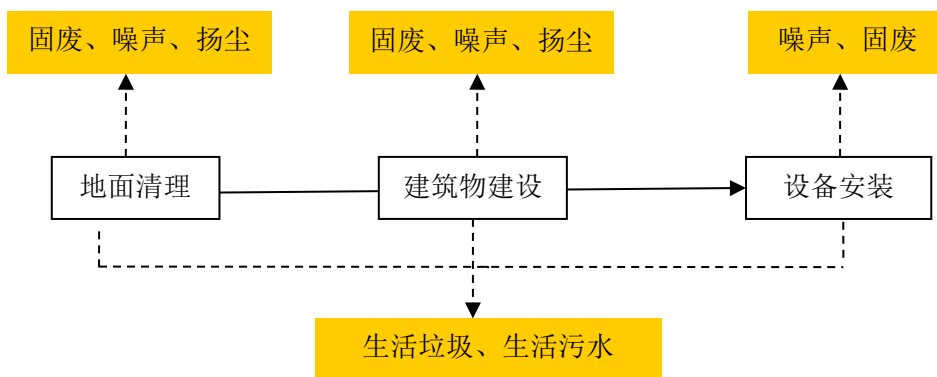 固废、噪声、扬尘
固废、噪声、扬尘
噪声、固废
地面清理
建筑物建设
设备安装
生活垃圾、生活污水